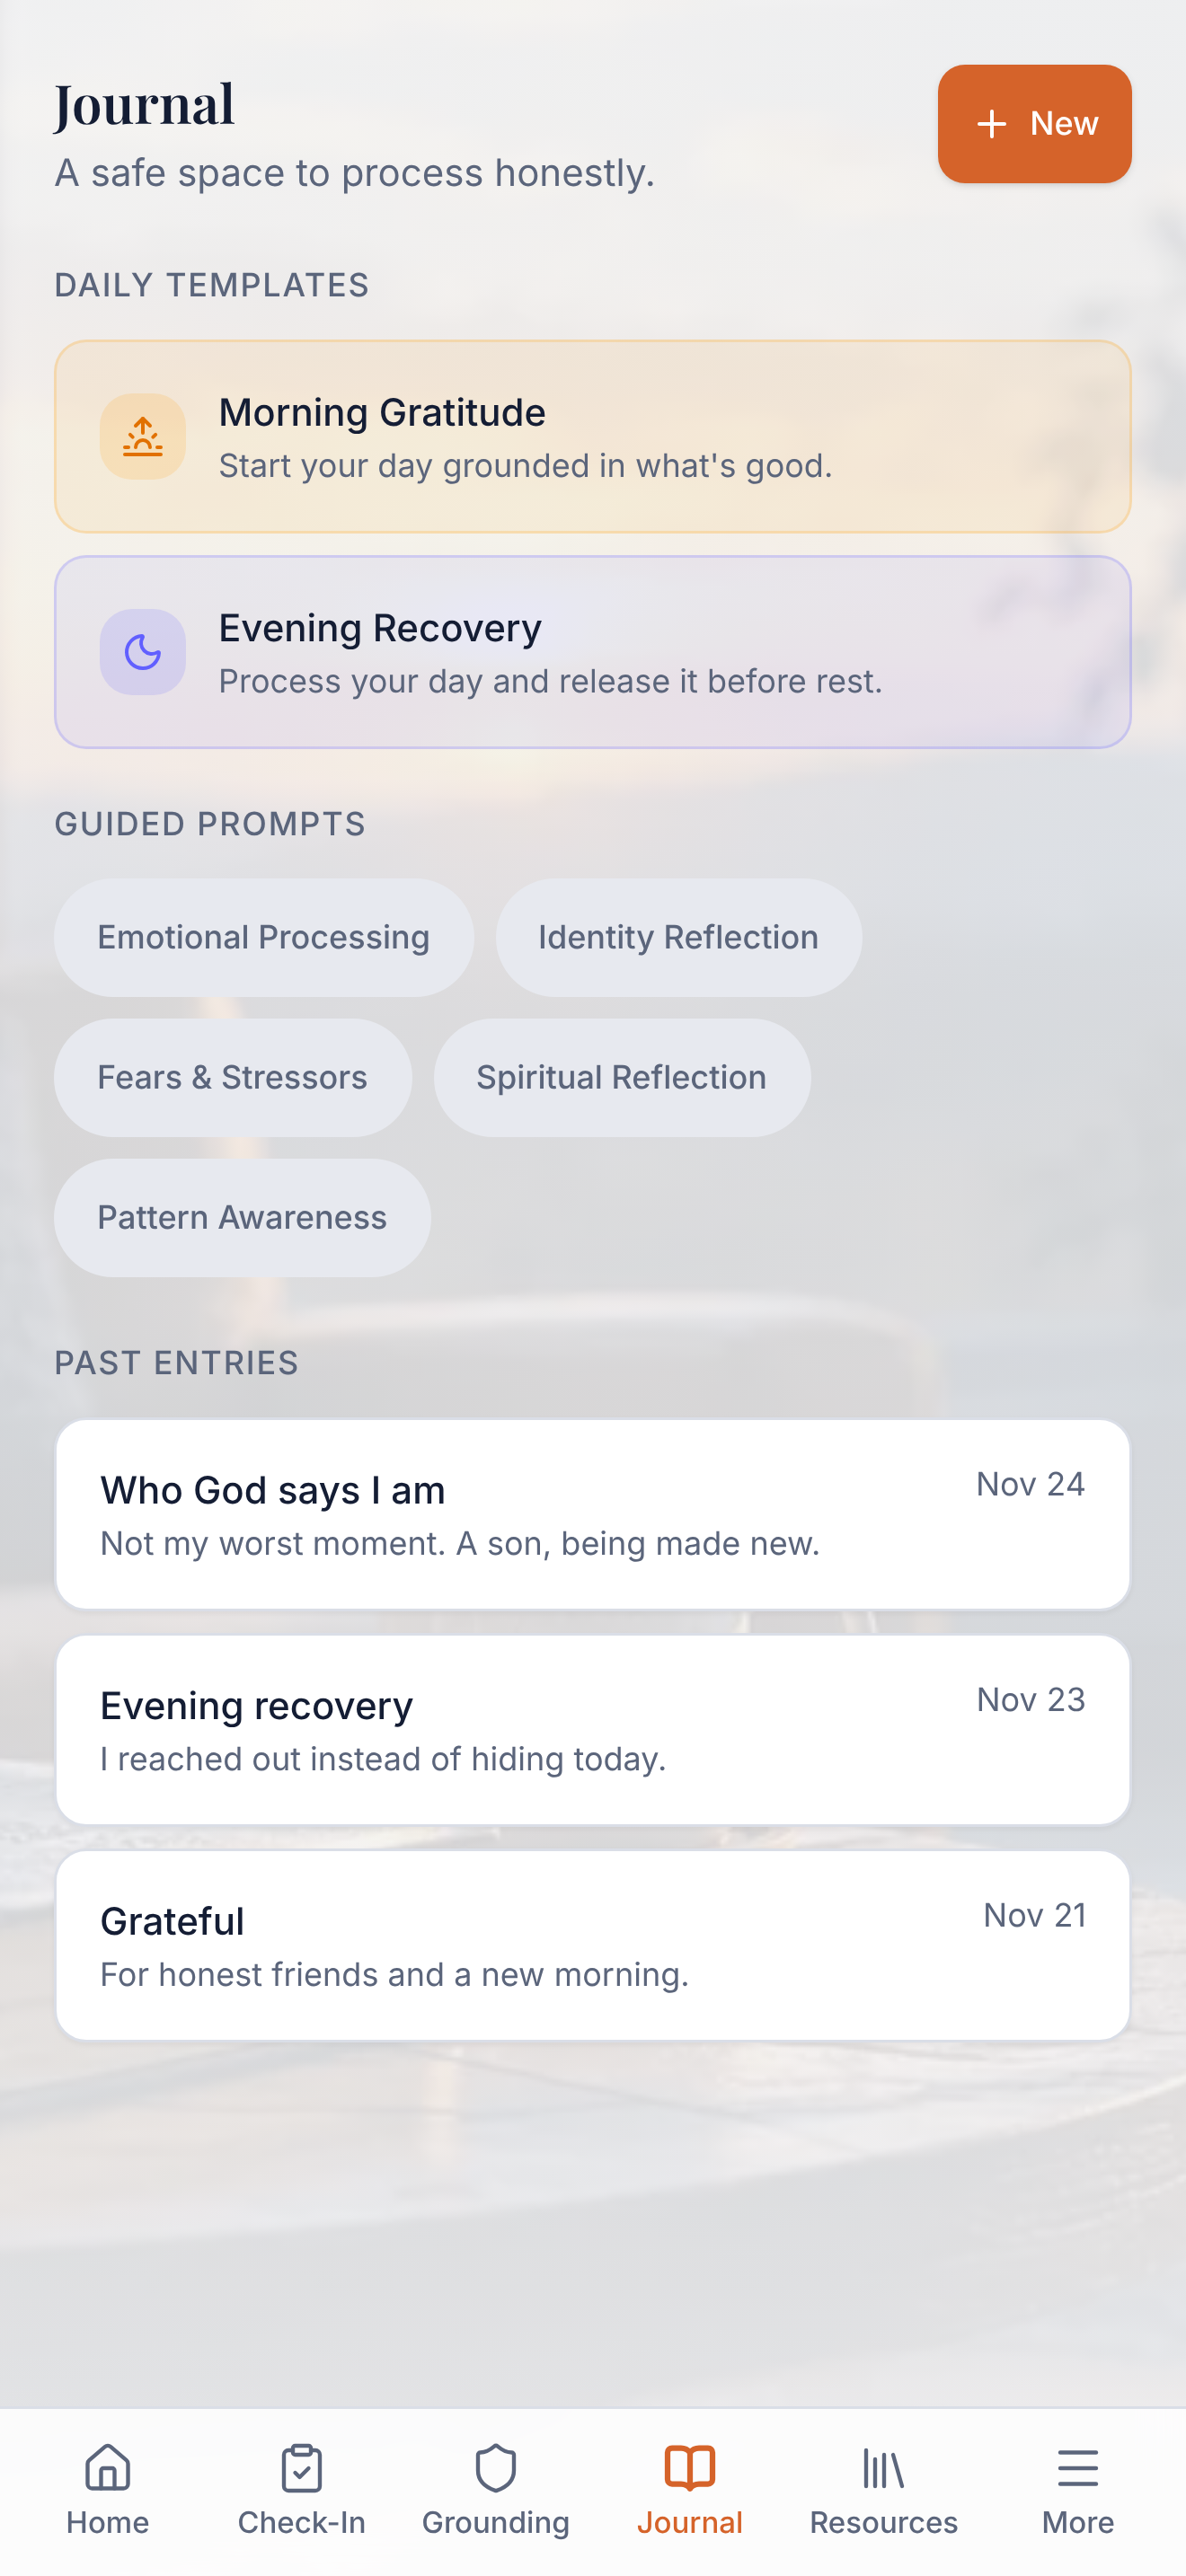 Journal
A safe space to process honestly.
New
DAILY TEMPLATES
Morning Gratitude
Start your day grounded in what's good.
Evening Recovery
Process your day and release it before rest.
GUIDED PROMPTS
Emotional Processing
Identity Reflection
Fears & Stressors
Spiritual Reflection
Pattern Awareness
PAST ENTRIES
Who God says I am
Nov 24
Not my worst moment. A son, being made new.
Evening recovery
Nov 23
I reached out instead of hiding today.
Grateful
Nov 21
For honest friends and a new morning.
Home
Check-In
Grounding
Journal
Resources
More